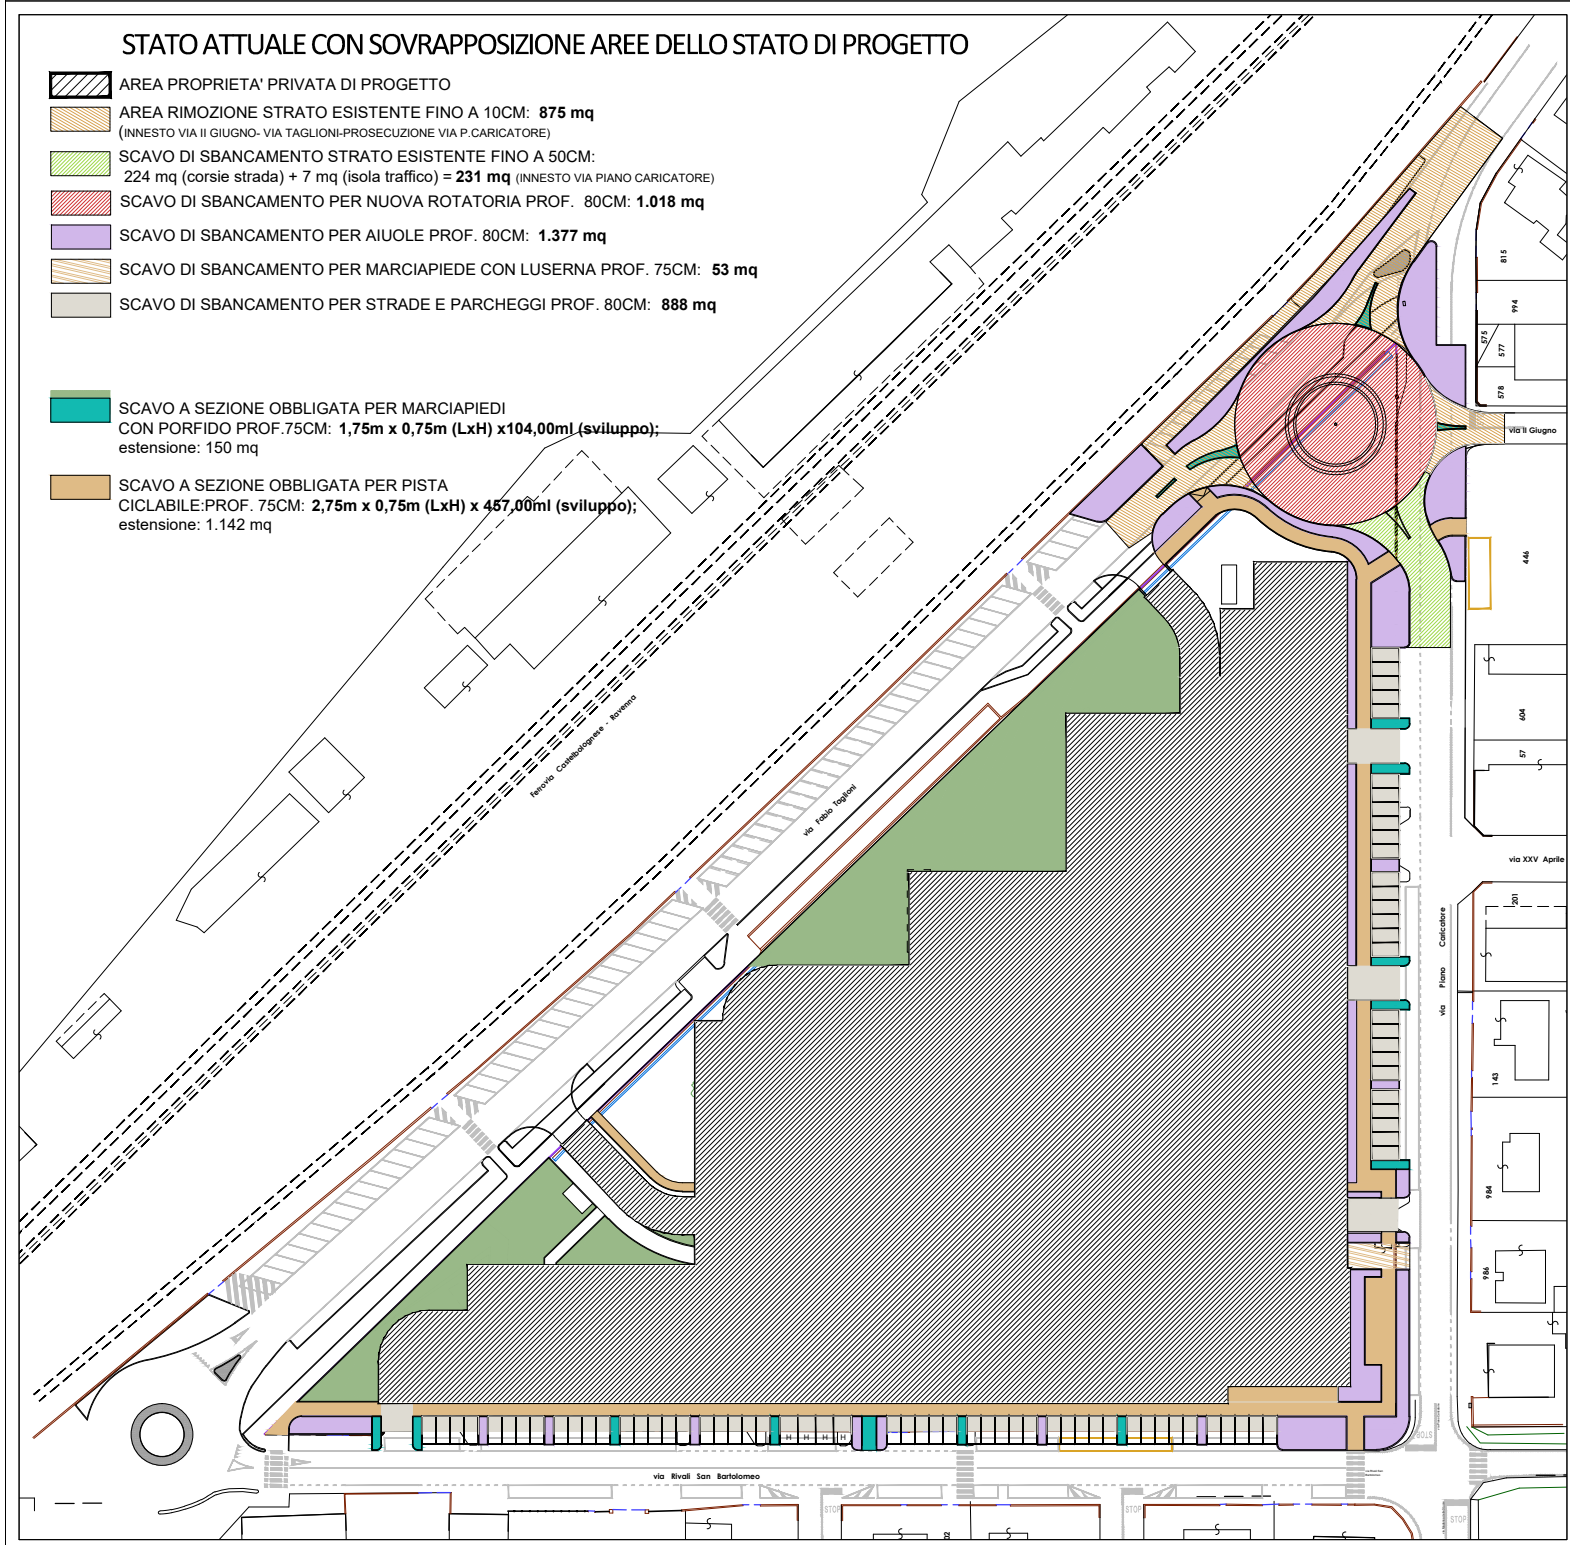 STATO ATTUALE CON SOVRAPPOSIZIONE AREE DELLO STATO DI PROGETTO
AREA PROPRIETA' PRIVATA DI PROGETTO
AREA RIMOZIONE STRATO ESISTENTE FINO A 10CM: 875 mq
(INNESTO VIA II GIUGNO- VIA TAGLIONI-PROSECUZIONE VIA P.CARICATORE)
SCAVO DI SBANCAMENTO STRATO ESISTENTE FINO A 50CM:
224 mq (corsie strada) + 7 mq (isola traffico) = 231 mq (INNESTO VIA PIANO CARICATORE)
SCAVO DI SBANCAMENTO PER NUOVA ROTATORIA PROF. 80CM: 1.018 mq
SCAVO DI SBANCAMENTO PER AIUOLE PROF. 80CM: 1.377 mq
SCAVO DI SBANCAMENTO PER MARCIAPIEDE CON LUSERNA PROF. 75CM: 53 mq
SCAVO DI SBANCAMENTO PER STRADE E PARCHEGGI PROF. 80CM: 888 mq
SCAVO A SEZIONE OBBLIGATA PER MARCIAPIEDI
CON PORFIDO PROF.75CM: 1,75m x 0,75m (LxH) x104,00ml (sviluppo);
estensione: 150 mq
SCAVO A SEZIONE OBBLIGATA PER PISTA
CICLABILE:PROF. 75CM: 2,75m x 0,75m (LxH) x 457,00ml (sviluppo);
estensione: 1.142 mq
815
994
575
577
578
via II Giugno
446
604
57
Ferrovia Castelbolognese - Ravenna
via Fabio Taglioni
via XXV Aprile
201
via Piano Caricatore
143
984
986
H H H H
STOP
via Rivali San Bartolomeo
STOP
STOP
STOP
02